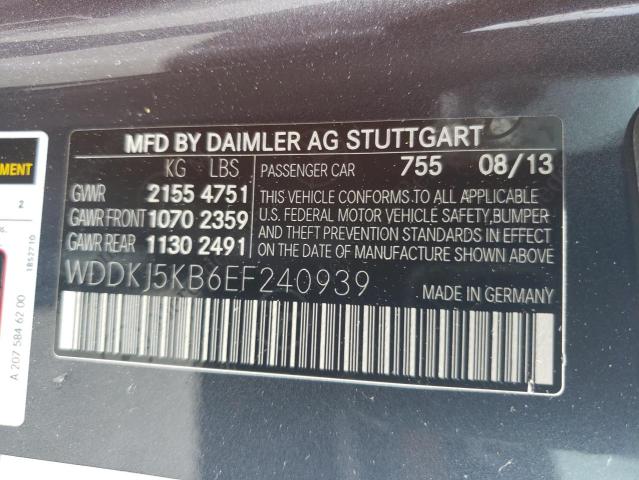 MFD BY DAIMLER AG STUTTGART
KG LBS PASSENGER CAR 755 08/13
GVWR 2155 4751
GAWR FRONT 1070 2359
GAWR REAR 1130 2491
THIS VEHICLE CONFORMS TO ALL APPLICABLE
U.S. FEDERAL MOTOR VEHICLE SAFETY, BUMPER
AND THEFT PREVENTION STANDARDS IN EFFECT
ON THE DATE OF MANUFACTURE SHOWN ABOVE.
WDDKJ5KB6EF240939
MADE IN GERMANY
2
A 207 584 62 00